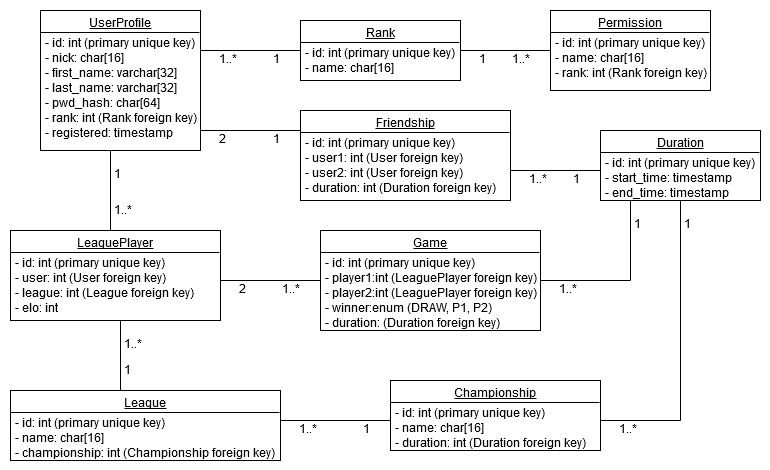 UserProfile
- id: int (primary unique key)
- nick: char[16]
- first_name: varchar[32]
- last_name: varchar[32]
- pwd_hash: char[64]
- rank: int (Rank foreign key)
- registered: timestamp
1..*
1
Rank
- id: int (primary unique key)
- name: char[16]
1
1..*
Permission
- id: int (primary unique key)
- name: char[16]
- rank: int (Rank foreign key)
2
1
Friendship
- id: int (primary unique key)
- user1: int (User foreign key)
- user2: int (User foreign key)
- duration: int (Duration foreign key)
1..*
1
Duration
- id: int (primary unique key)
- start_time: timestamp
- end_time: timestamp
1
1..*
1
1
LeaguePlayer
- id: int (primary unique key)
- user: int (User foreign key)
- league: int (League foreign key)
- elo: int
2
1..*
Game
- id: int (primary unique key)
- player1:int (LeaguePlayer foreign key)
- player2:int (LeaguePlayer foreign key)
- winner:enum (DRAW, P1, P2)
- duration: (Duration foreign key)
1..*
1..*
1
League
- id: int (primary unique key)
- name: char[16]
- championship: int (Championship foreign key)
1..*
1
Championship
- id: int (primary unique key)
- name: char[16]
- duration: int (Duration foreign key)
1..*